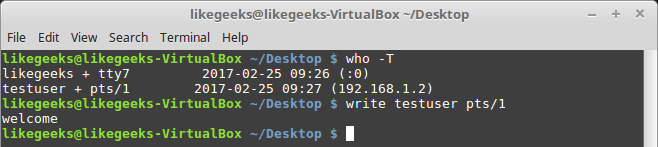 likegeeks@likegeeks-VirtualBox ~/Desktop
File Edit View Search Terminal Help
likegeeks@likegeeks-VirtualBox ~/Desktop $ who -T
likegeeks + tty7         2017-02-25 09:26 (:0)
testuser + pts/1        2017-02-25 09:27 (192.168.1.2)
likegeeks@likegeeks-VirtualBox ~/Desktop $ write testuser pts/1
welcome
likegeeks@likegeeks-VirtualBox ~/Desktop $